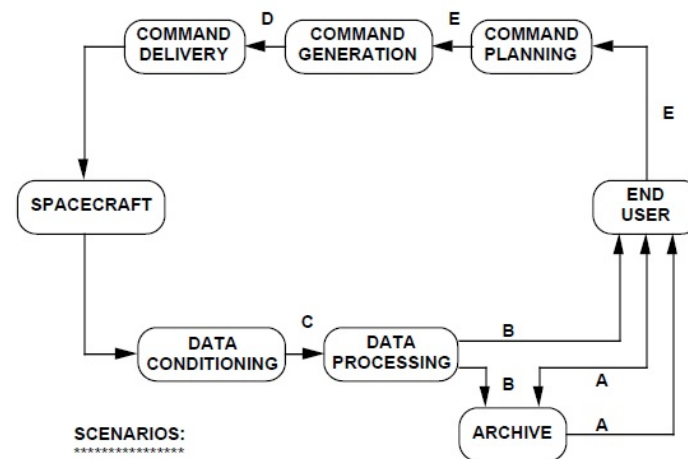 D
E
COMMAND
DELIVERY
COMMAND
GENERATION
COMMAND
PLANNING
E
SPACECRAFT
END
USER
C
B
DATA
CONDITIONING
DATA
PROCESSING
B
A
A
ARCHIVE
SCENARIOS:
****************